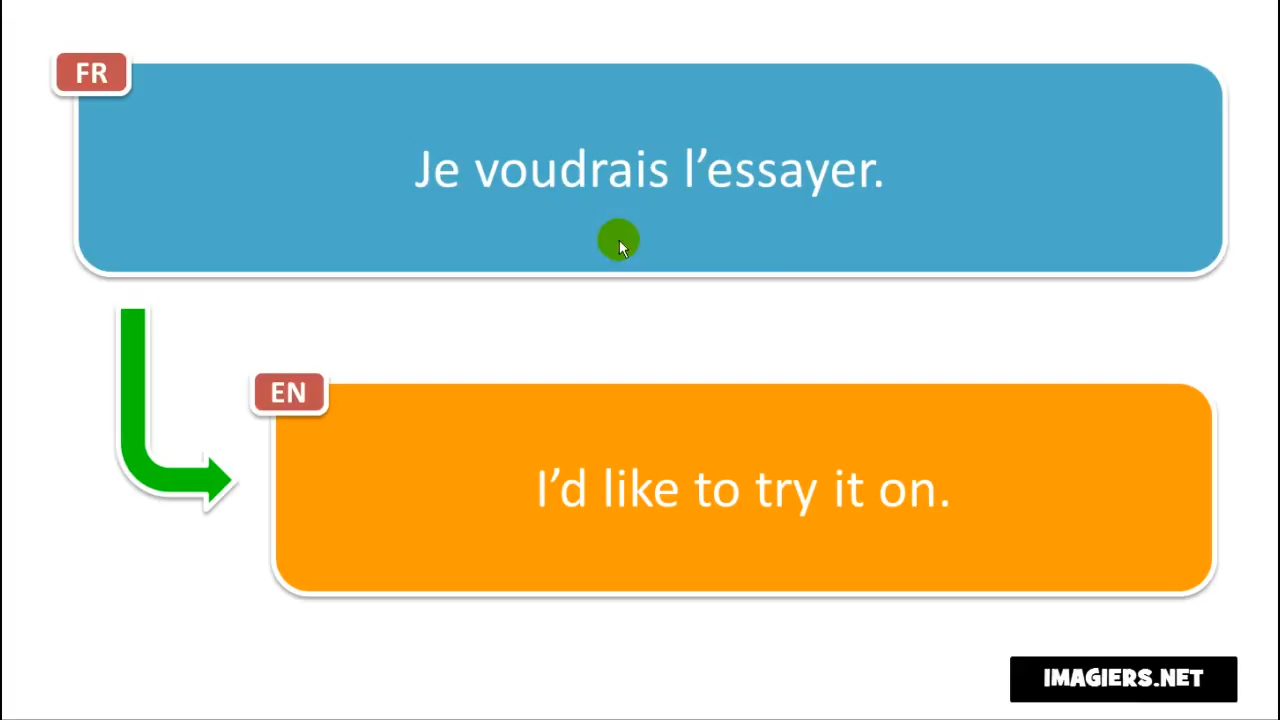 FR
Je voudrais l’essayer.
EN
I’d like to try it on.
IMAGIERS.NET